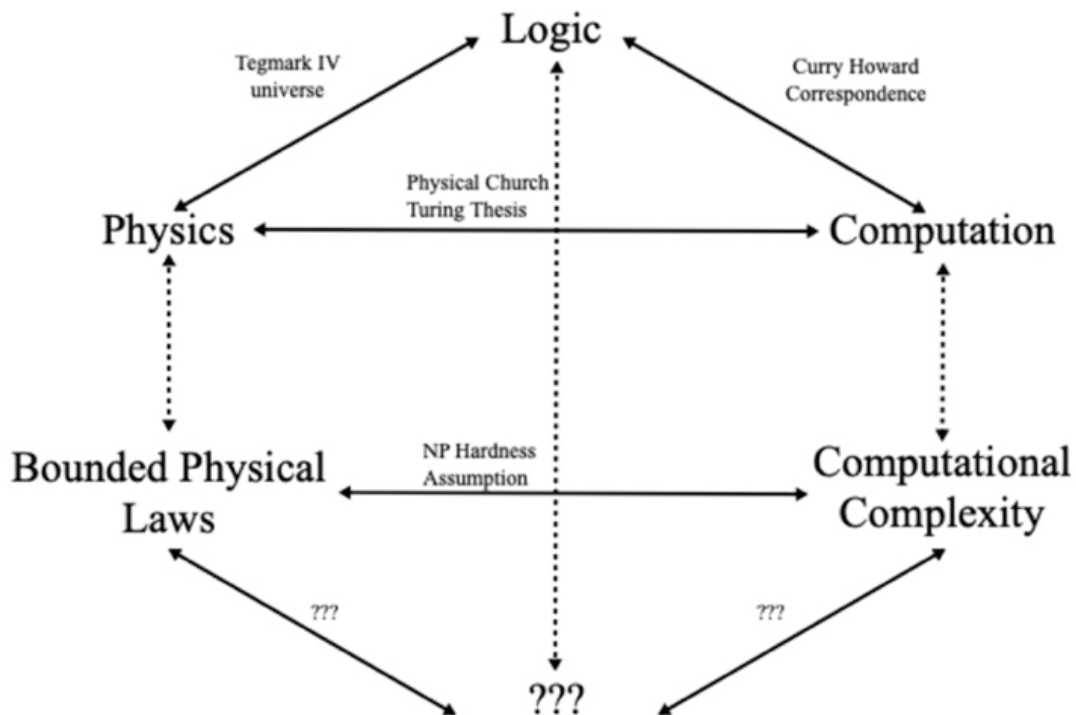 Logic
Tegmark IV
universe
Curry Howard
Correspondence
Physical Church
Turing Thesis
Physics
Computation
NP Hardness
Assumption
Bounded Physical
Laws
Computational
Complexity
???
???
???